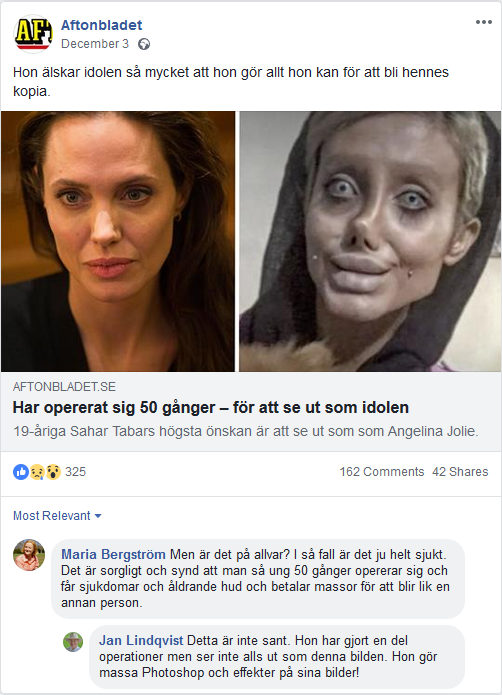 AF
Aftonbladet
December 3
Hon älskar idolen så mycket att hon gör allt hon kan för att bli hennes
kopia.
AFTONBLADET.SE
Har opererat sig 50 gånger – för att se ut som idolen
19-åriga Sahar Tabars högsta önskan är att se ut som som Angelina Jolie.
325
162 Comments 42 Shares
Most Relevant
Maria Bergström Men är det på allvar? I så fall är det ju helt sjukt.
Det är sorgligt och synd att man så ung 50 gånger opererar sig och
får sjukdomar och åldrande hud och betalar massor för att blir lik en
annan person.
Jan Lindqvist Detta är inte sant. Hon har gjort en del
operationer men ser inte alls ut som denna bilden. Hon gör
massa Photoshop och effekter på sina bilder!